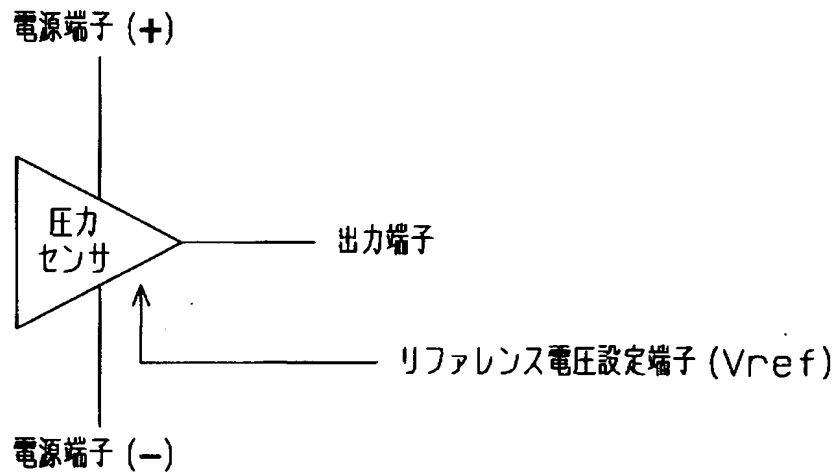 電源端子 (+)
圧力
センサ
出力端子
リファレンス電圧設定端子 (Vref)
電源端子 (−)